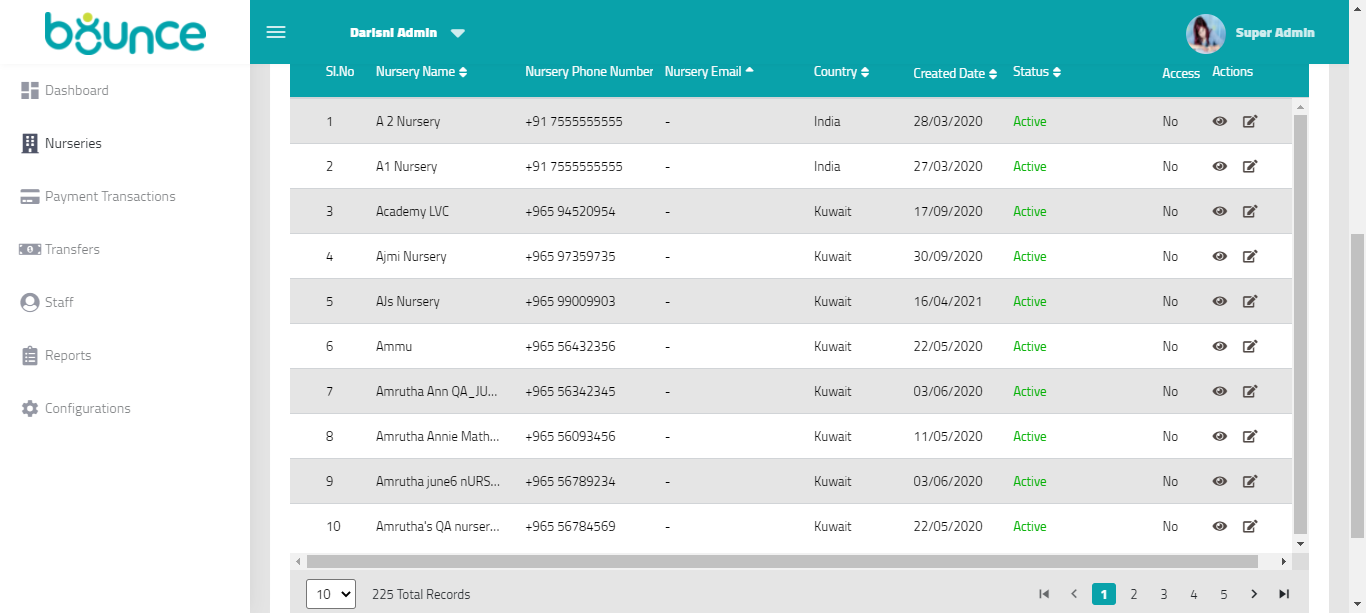 bounce
Darisni Admin
Super Admin
Dashboard
Nurseries
Payment Transactions
Transfers
Staff
Reports
Configurations
Sl.No Nursery Name Nursery Phone Number Nursery Email Country Created Date Status Access Actions
1 A 2 Nursery +91 7555555555 - India 28/03/2020 Active No
2 A1 Nursery +91 7555555555 - India 27/03/2020 Active No
3 Academy LVC +965 94520954 - Kuwait 17/09/2020 Active No
4 Ajmi Nursery +965 97359735 - Kuwait 30/09/2020 Active No
5 AJs Nursery +965 99009903 - Kuwait 16/04/2021 Active No
6 Ammu +965 56432356 - Kuwait 22/05/2020 Active No
7 Amrutha Ann QA_JU... +965 56342345 - Kuwait 03/06/2020 Active No
8 Amrutha Annie Math... +965 56093456 - Kuwait 11/05/2020 Active No
9 Amrutha june6 nURS... +965 56789234 - Kuwait 03/06/2020 Active No
10 Amrutha's QA nurser... +965 56784569 - Kuwait 22/05/2020 Active No
10 225 Total Records 1 2 3 4 5